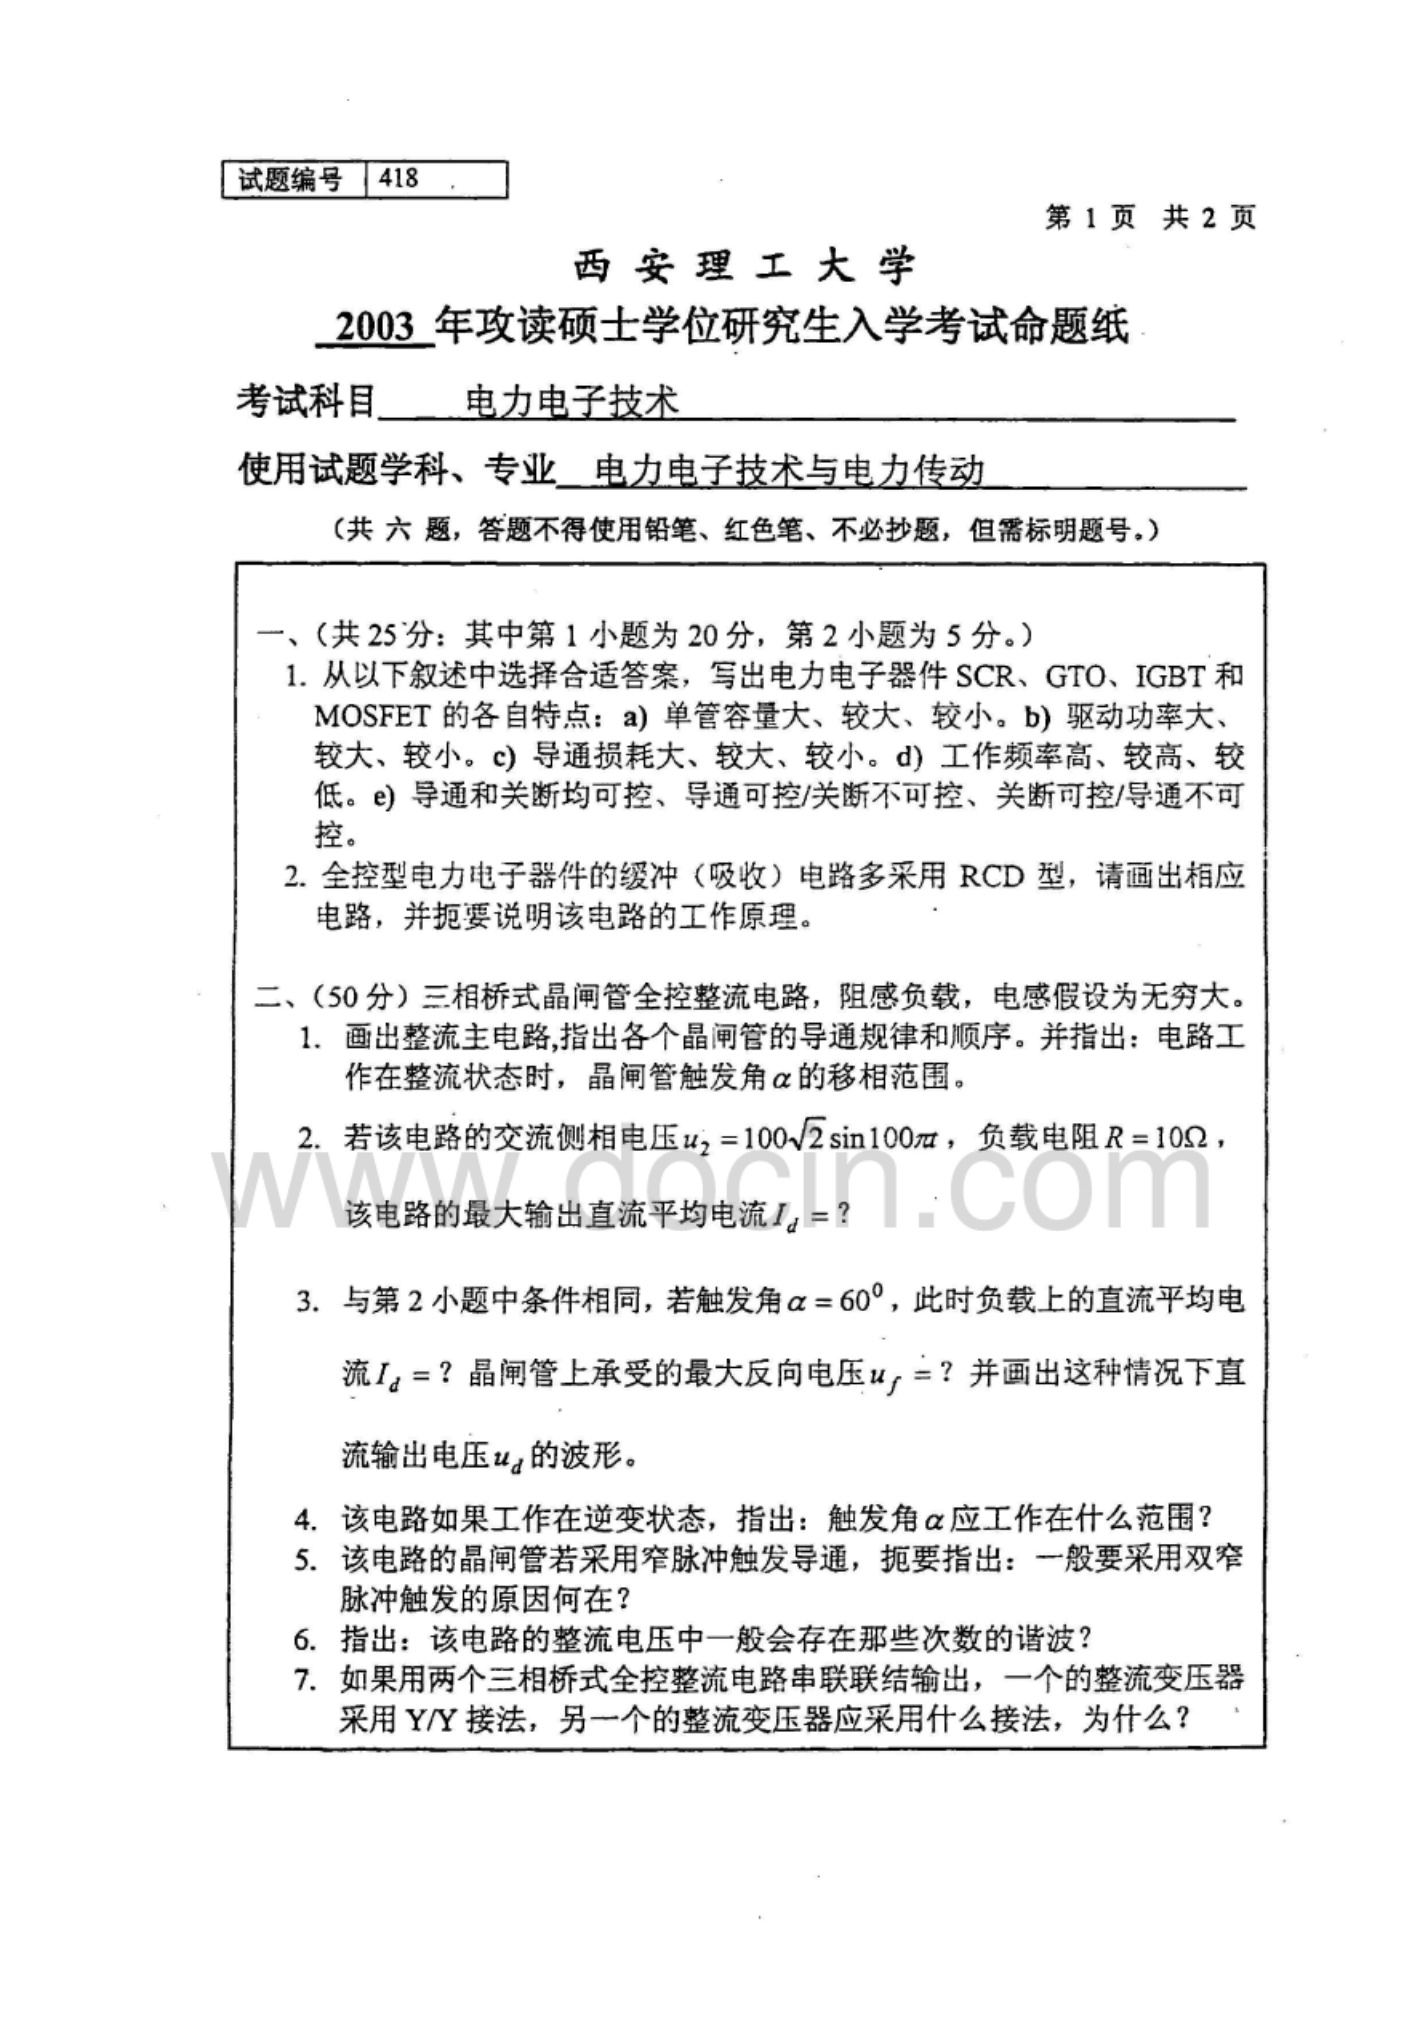 试题编号 418
第 1 页 共 2 页
西安理工大学
2003 年攻读硕士学位研究生入学考试命题纸
考试科目 电力电子技术
使用试题学科、专业 电力电子技术与电力传动
（共 六 题，答题不得使用铅笔、红色笔、不必抄题，但需标明题号。）
一、（共 25 分：其中第 1 小题为 20 分，第 2 小题为 5 分。）
1. 从以下叙述中选择合适答案，写出电力电子器件 SCR、GTO、IGBT 和
MOSFET 的各自特点：a) 单管容量大、较大、较小。b) 驱动功率大、
较大、较小。c) 导通损耗大、较大、较小。d) 工作频率高、较高、较
低。e) 导通和关断均可控、导通可控/关断不可控、关断可控/导通不可
控。
2. 全控型电力电子器件的缓冲（吸收）电路多采用 RCD 型，请画出相应
电路，并扼要说明该电路的工作原理。
二、（50 分）三相桥式晶闸管全控整流电路，阻感负载，电感假设为无穷大。
1. 画出整流主电路,指出各个晶闸管的导通规律和顺序。并指出：电路工
作在整流状态时，晶闸管触发角α的移相范围。
2. 若该电路的交流侧相电压u₂ =100√2 sin100πt，负载电阻R =10Ω，
该电路的最大输出直流平均电流I_d =？
3. 与第 2 小题中条件相同，若触发角α = 60⁰，此时负载上的直流平均电
流I_d =？晶闸管上承受的最大反向电压u_f =？并画出这种情况下直
流输出电压u_d的波形。
4. 该电路如果工作在逆变状态，指出：触发角α应工作在什么范围？
5. 该电路的晶闸管若采用窄脉冲触发导通，扼要指出：一般要采用双窄
脉冲触发的原因何在？
6. 指出：该电路的整流电压中一般会存在那些次数的谐波？
7. 如果用两个三相桥式全控整流电路串联联结输出，一个的整流变压器
采用 Y/Y 接法，另一个的整流变压器应采用什么接法，为什么？
www.docin.com